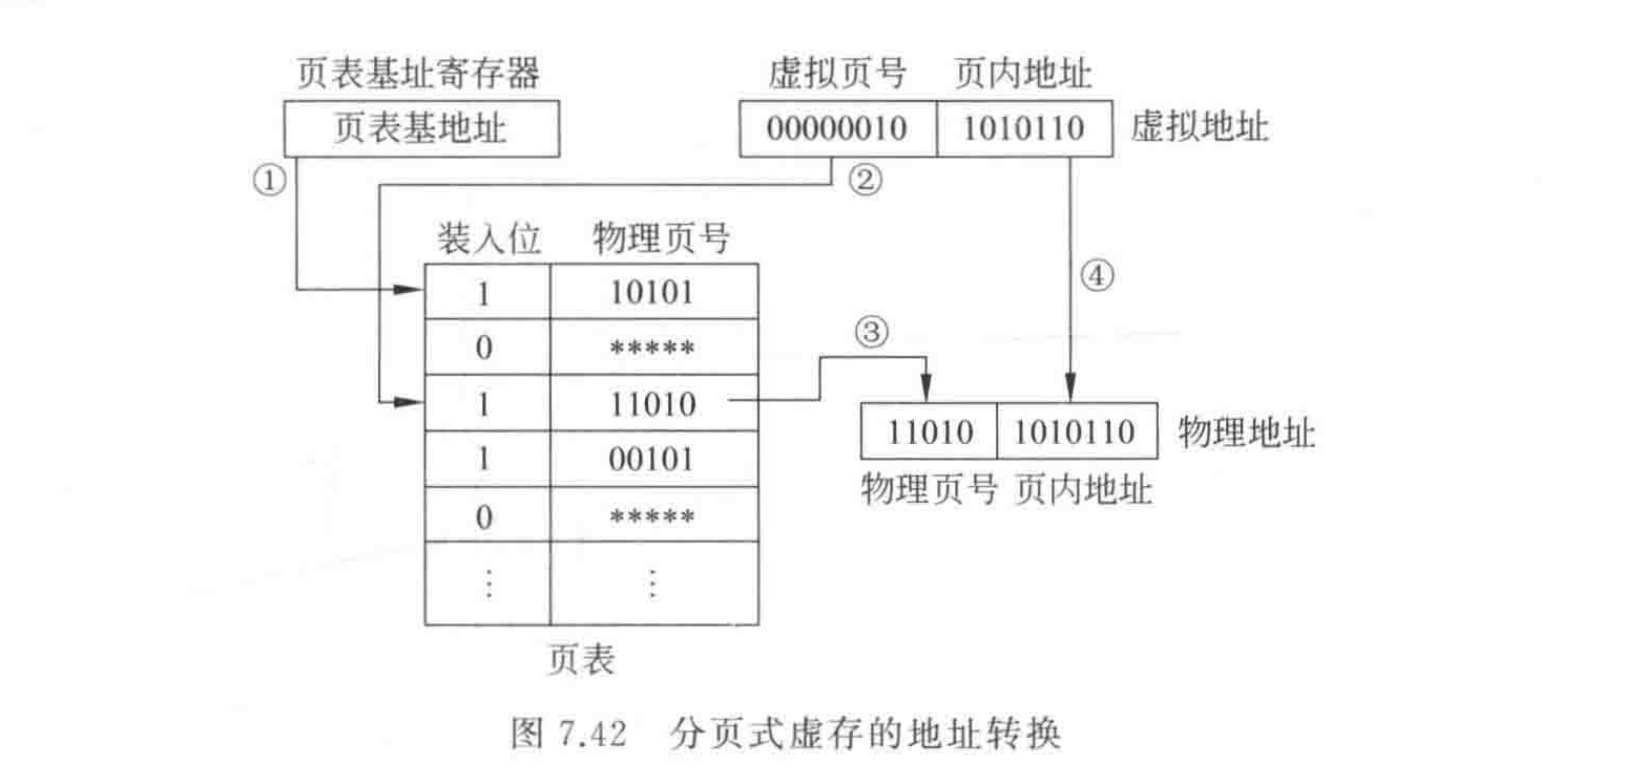 页表基址寄存器
虚拟页号 页内地址
页表基地址
00000010 1010110 虚拟地址
① ②
装入位 物理页号
④
1 10101
③
0 *****
1 11010
11010 1010110 物理地址
1 00101
物理页号 页内地址
0 *****
⋮ ⋮
页表
图 7.42 分页式虚存的地址转换